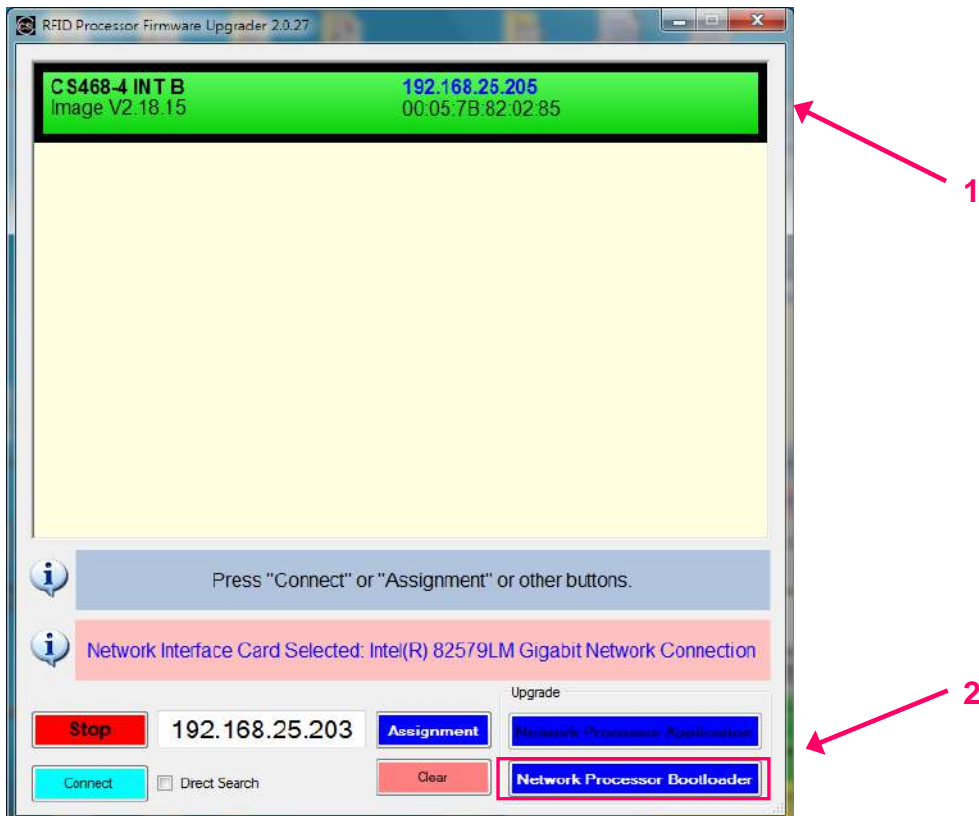 RFID Processor Firmware Upgrader 2.0.27
CS468-4 INT B 192.168.25.205
Image V2.18.15 00:05:7B:82:02:85
1
Press "Connect" or "Assignment" or other buttons.
Network Interface Card Selected: Intel(R) 82579LM Gigabit Network Connection
Upgrade
2
Stop 192.168.25.203 Assignment Network Processor Application
Connect Direct Search Clear Network Processor Bootloader